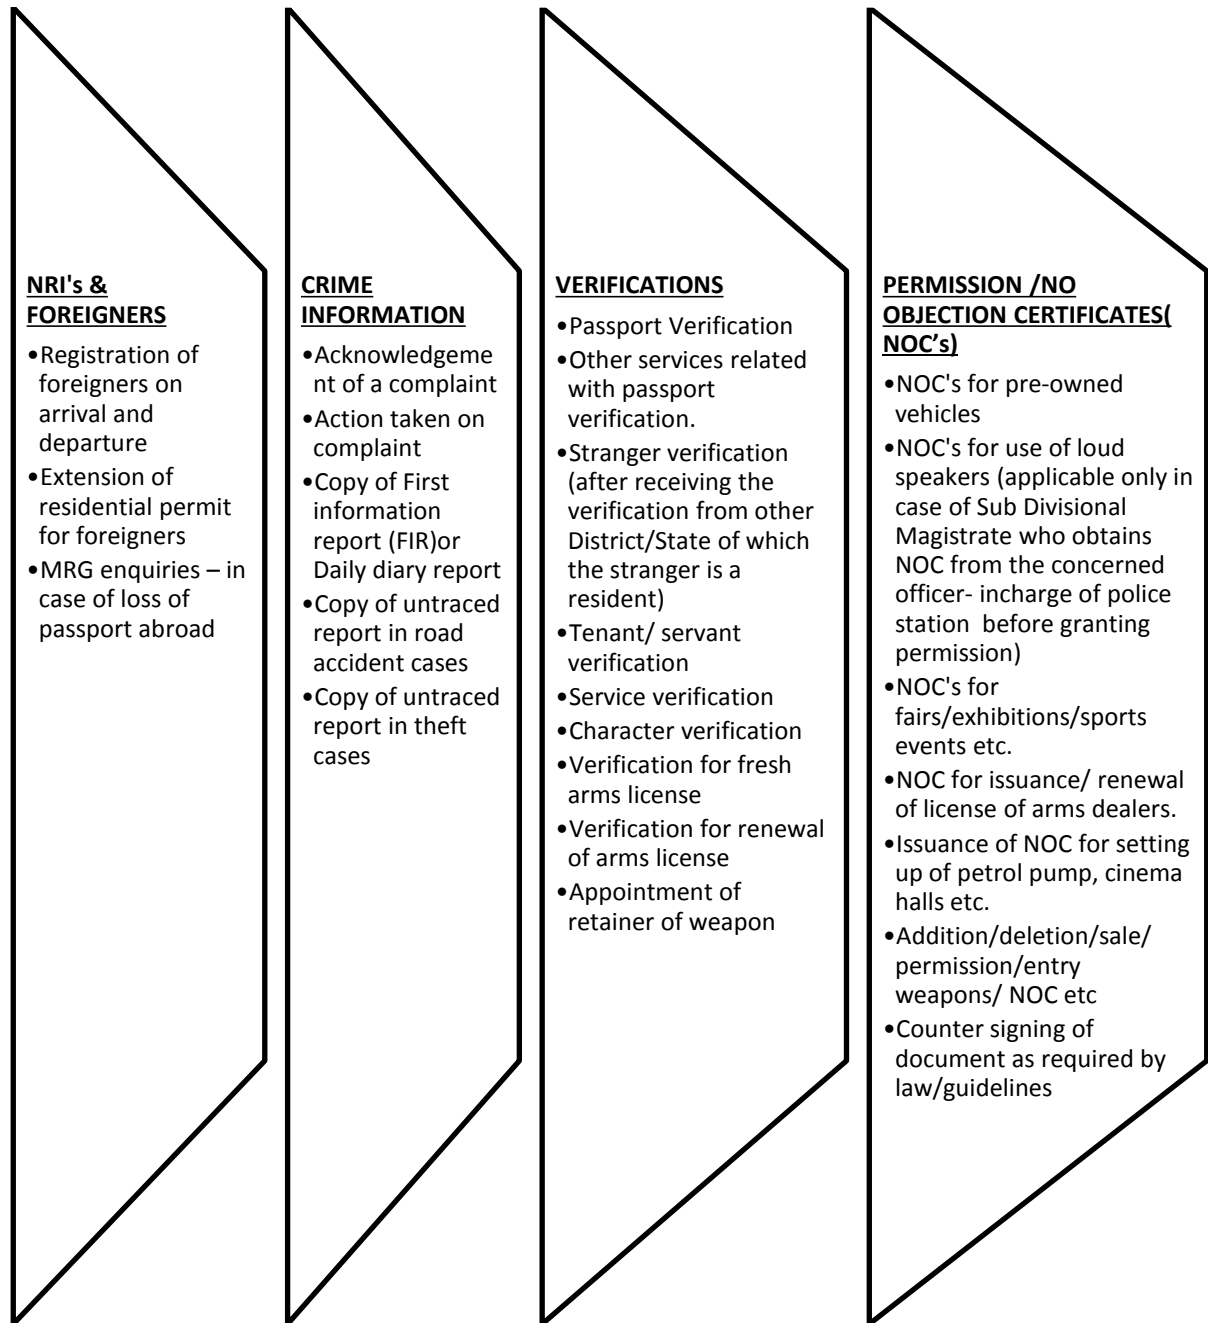 NRI's &
FOREIGNERS
•Registration of
foreigners on
arrival and
departure
•Extension of
residential permit
for foreigners
•MRG enquiries – in
case of loss of
passport abroad
CRIME
INFORMATION
•Acknowledgeme
nt of a complaint
•Action taken on
complaint
•Copy of First
information
report (FIR)or
Daily diary report
•Copy of untraced
report in road
accident cases
•Copy of untraced
report in theft
cases
VERIFICATIONS
•Passport Verification
•Other services related
with passport
verification.
•Stranger verification
(after receiving the
verification from other
District/State of which
the stranger is a
resident)
•Tenant/ servant
verification
•Service verification
•Character verification
•Verification for fresh
arms license
•Verification for renewal
of arms license
•Appointment of
retainer of weapon
PERMISSION /NO
OBJECTION CERTIFICATES(
NOC’s)
•NOC's for pre-owned
vehicles
•NOC's for use of loud
speakers (applicable only in
case of Sub Divisional
Magistrate who obtains
NOC from the concerned
officer- incharge of police
station  before granting
permission)
•NOC's for
fairs/exhibitions/sports
events etc.
•NOC for issuance/ renewal
of license of arms dealers.
•Issuance of NOC for setting
up of petrol pump, cinema
halls etc.
•Addition/deletion/sale/
permission/entry
weapons/ NOC etc
•Counter signing of
document as required by
law/guidelines